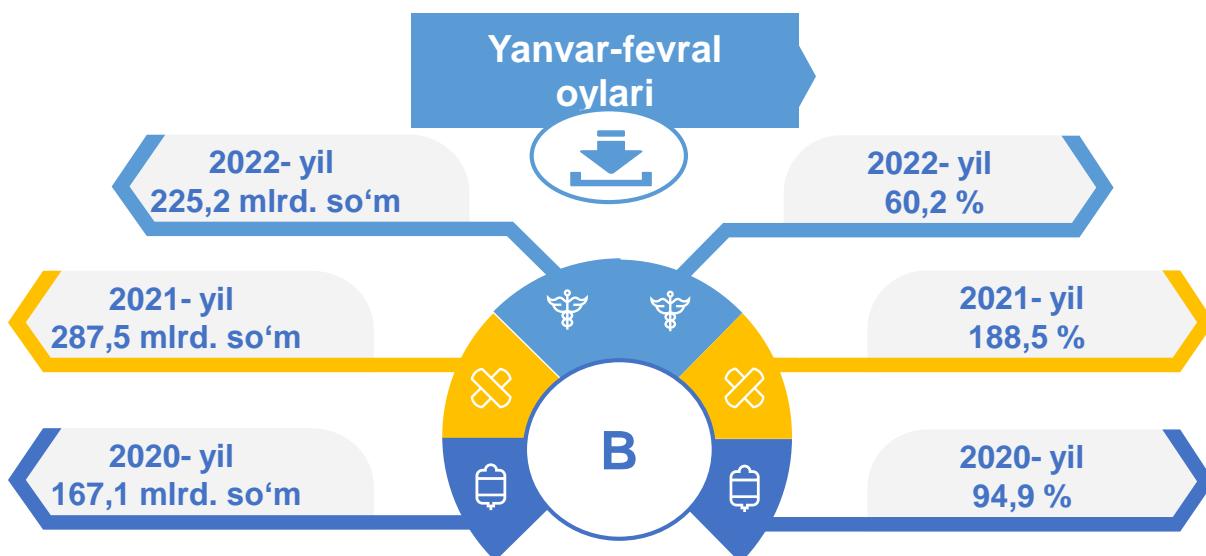 Yanvar-fevral
oylari
2022- yil
225,2 mlrd. so‘m
2022- yil
60,2 %
2021- yil
287,5 mlrd. so‘m
2021- yil
188,5 %
2020- yil
167,1 mlrd. so‘m
2020- yil
94,9 %
B